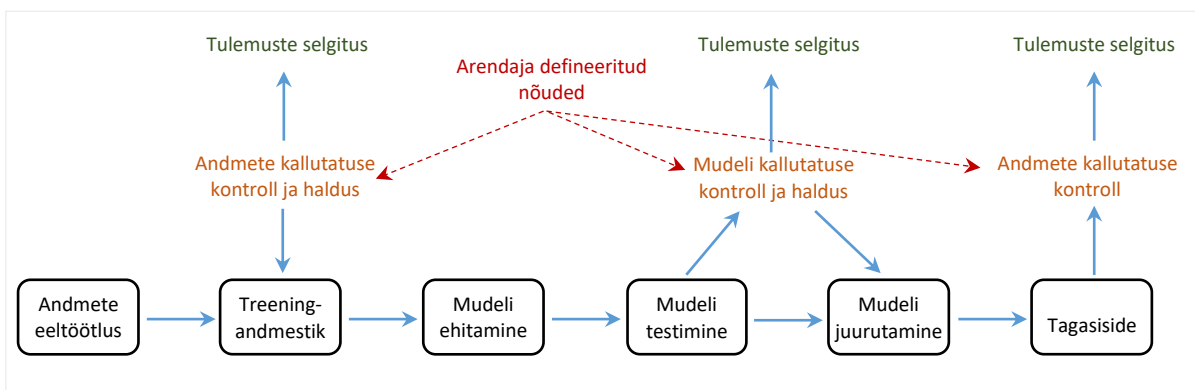 Tulemuste selgitus
Tulemuste selgitus
Tulemuste selgitus
Arendaja defineeritud
nõuded
Andmete kallutatuse
kontroll ja haldus
Mudeli kallutatuse
kontroll ja haldus
Andmete kallutatuse
kontroll
Andmete
eeltöötlus
Treening-
andmestik
Mudeli
ehitamine
Mudeli
testimine
Mudeli
juurutamine
Tagasiside